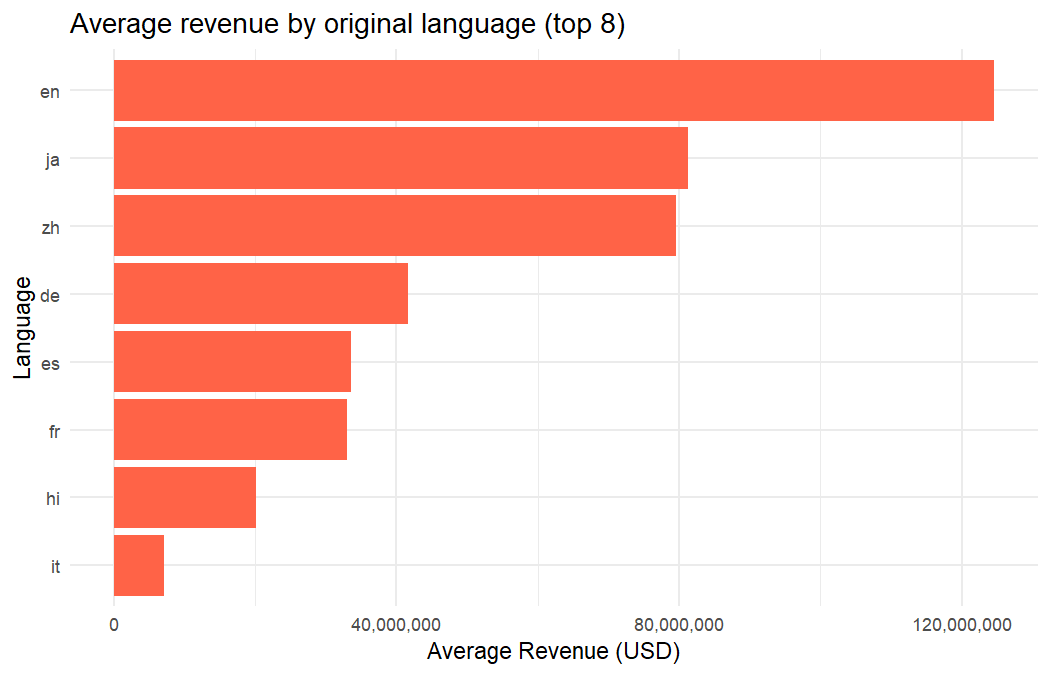 Average revenue by original language (top 8)
en
ja
zh
de
es
fr
hi
it
Language
0
40,000,000
80,000,000
120,000,000
Average Revenue (USD)